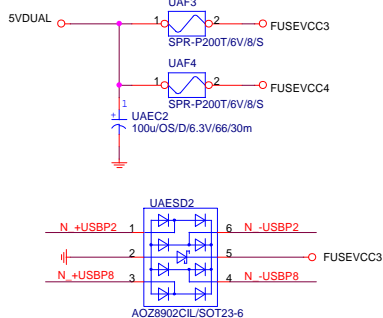 UAF3
5VDUAL
1
2
FUSEVCC3
SPR-P200T/6V/8/S
UAF4
1
2
FUSEVCC4
SPR-P200T/6V/8/S
1
+
UAEC2
100u/OS/D/6.3V/66/30m
UAESD2
N_+USBP2
1
6
N_-USBP2
2
5
FUSEVCC3
N_+USBP8
3
4
N_-USBP8
AOZ8902CIL/SOT23-6